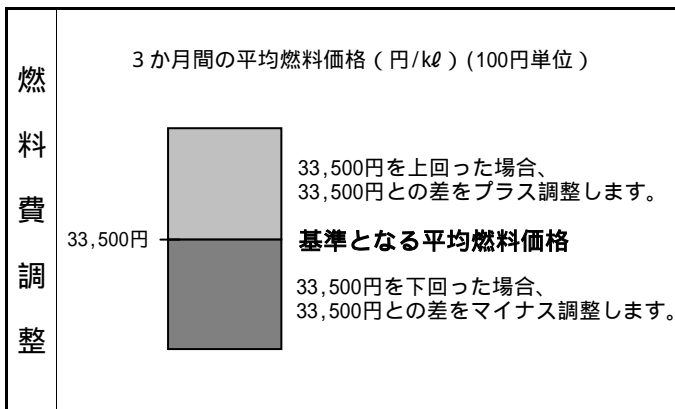 燃料費調整
3か月間の平均燃料価格(円/kℓ)(100円単位)
33,500円を上回った場合、
33,500円との差をプラス調整します。
33,500円
基準となる平均燃料価格
33,500円を下回った場合、
33,500円との差をマイナス調整します。